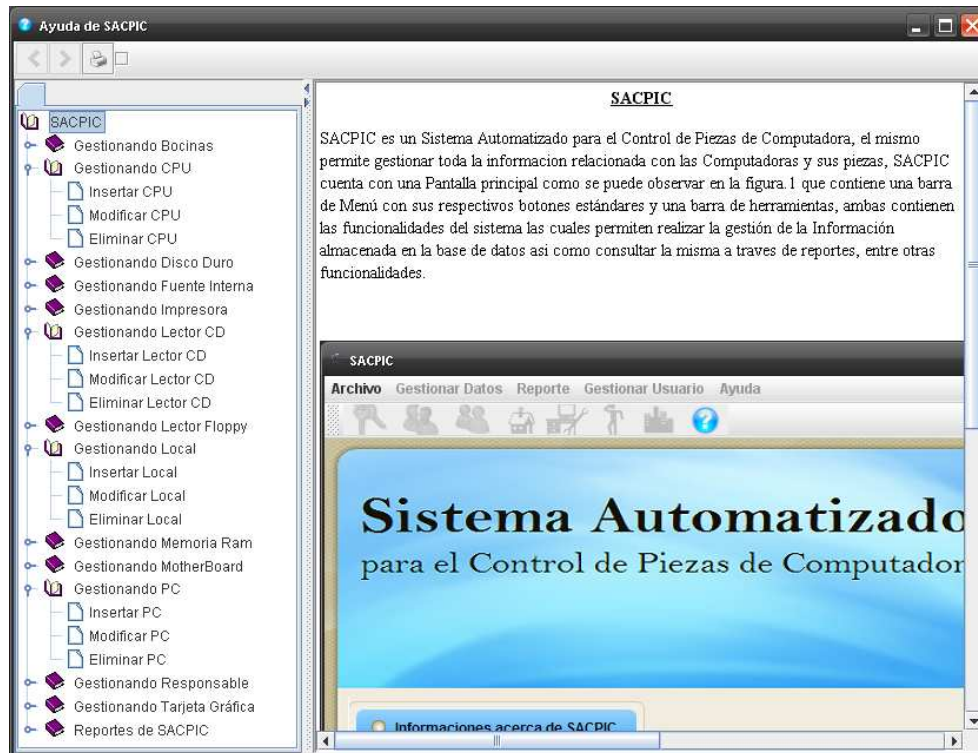 Ayuda de SACPIC
SACPIC
Gestionando Bocinas
Gestionando CPU
Insertar CPU
Modificar CPU
Eliminar CPU
Gestionando Disco Duro
Gestionando Fuente Interna
Gestionando Impresora
Gestionando Lector CD
Insertar Lector CD
Modificar Lector CD
Eliminar Lector CD
Gestionando Lector Floppy
Gestionando Local
Insertar Local
Modificar Local
Eliminar Local
Gestionando Memoria Ram
Gestionando MotherBoard
Gestionando PC
Insertar PC
Modificar PC
Eliminar PC
Gestionando Responsable
Gestionando Tarjeta Gráfica
Reportes de SACPIC
SACPIC
SACPIC es un Sistema Automatizado para el Control de Piezas de Computadora, el mismo
permite gestionar toda la informacion relacionada con las Computadoras y sus piezas, SACPIC
cuenta con una Pantalla principal como se puede observar en la figura.1 que contiene una barra
de Menú con sus respectivos botones estándares y una barra de herramientas, ambas contienen
las funcionalidades del sistema las cuales permiten realizar la gestión de la Información
almacenada en la base de datos asi como consultar la misma a traves de reportes, entre otras
funcionalidades.
SACPIC
Archivo Gestionar Datos Reporte Gestionar Usuario Ayuda
Sistema Automatizado
para el Control de Piezas de Computador
Informaciones acerca de SACPIC